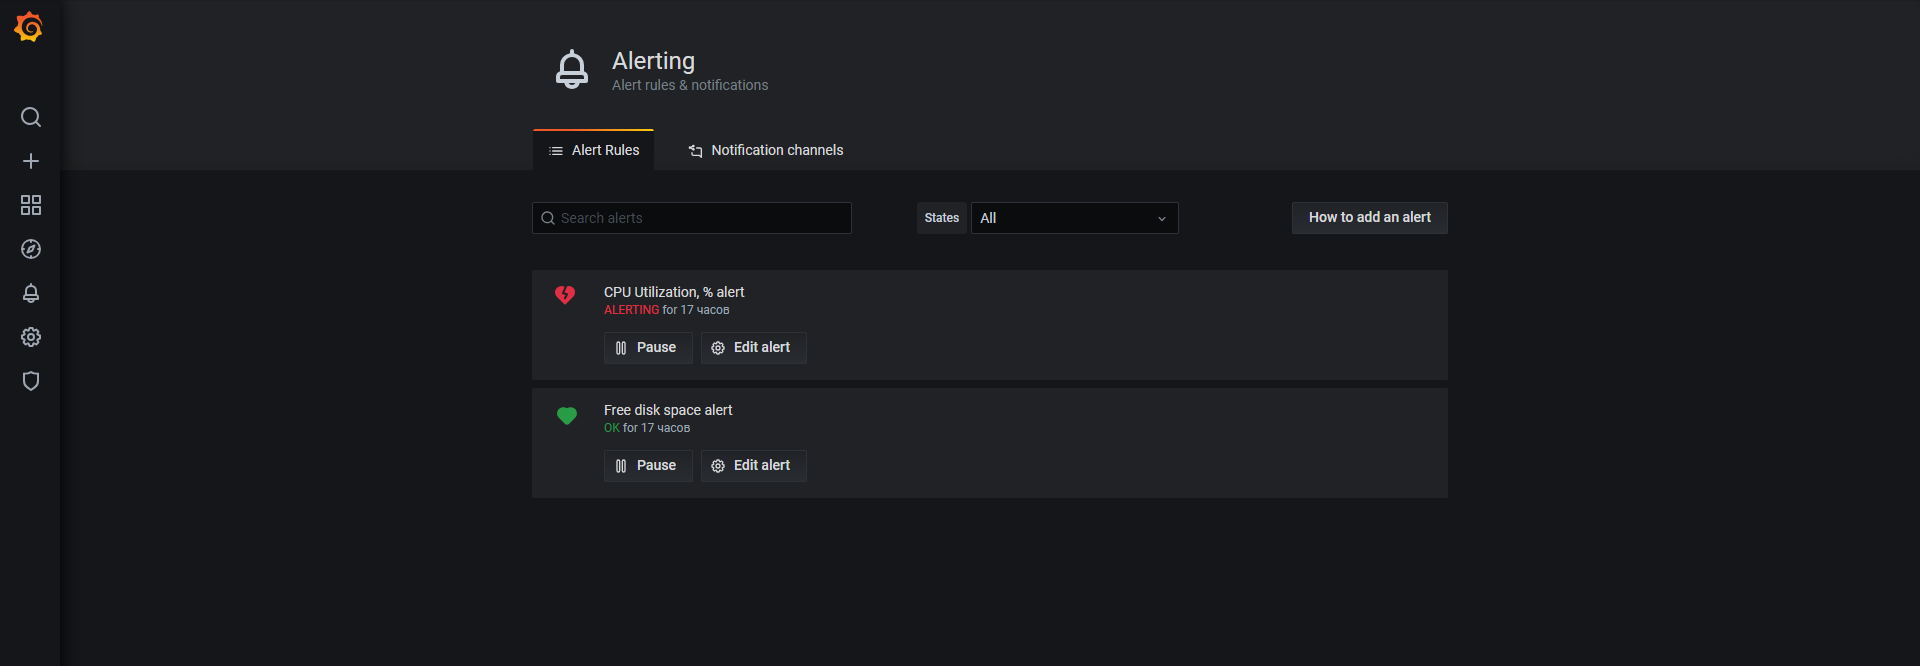 Alerting
Alert rules & notifications
Alert Rules
Notification channels
Search alerts
States
All
How to add an alert
CPU Utilization, % alert
ALERTING for 17 часов
Pause
Edit alert
Free disk space alert
OK for 17 часов
Pause
Edit alert